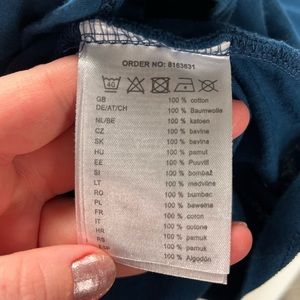 ORDER NO: 8163631
40
GB 100 % cotton
DE/AT/CH 100 % Baumwolle
NL/BE 100 % katoen
CZ 100 % bavlna
SK 100 % bavlna
HU 100 % pamut
EE 100 % Puuvill
SI 100 % bombaž
LT 100 % medvilnė
RO 100 % bumbac
PL 100 % bawełna
FR 100 % coton
IT 100 % cotone
HR 100 % pamuk
RS 100 % pamuk
100 % Algodón